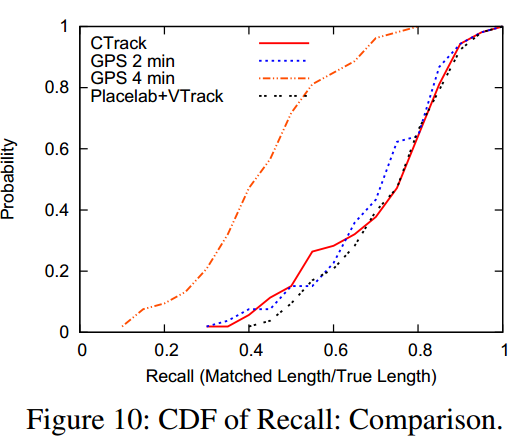 1
0.8
0.6
0.4
0.2
0
0 0.2 0.4 0.6 0.8 1
Probability
CTrack
GPS 2 min
GPS 4 min
Placelab+VTrack
Recall (Matched Length/True Length)
Figure 10: CDF of Recall: Comparison.